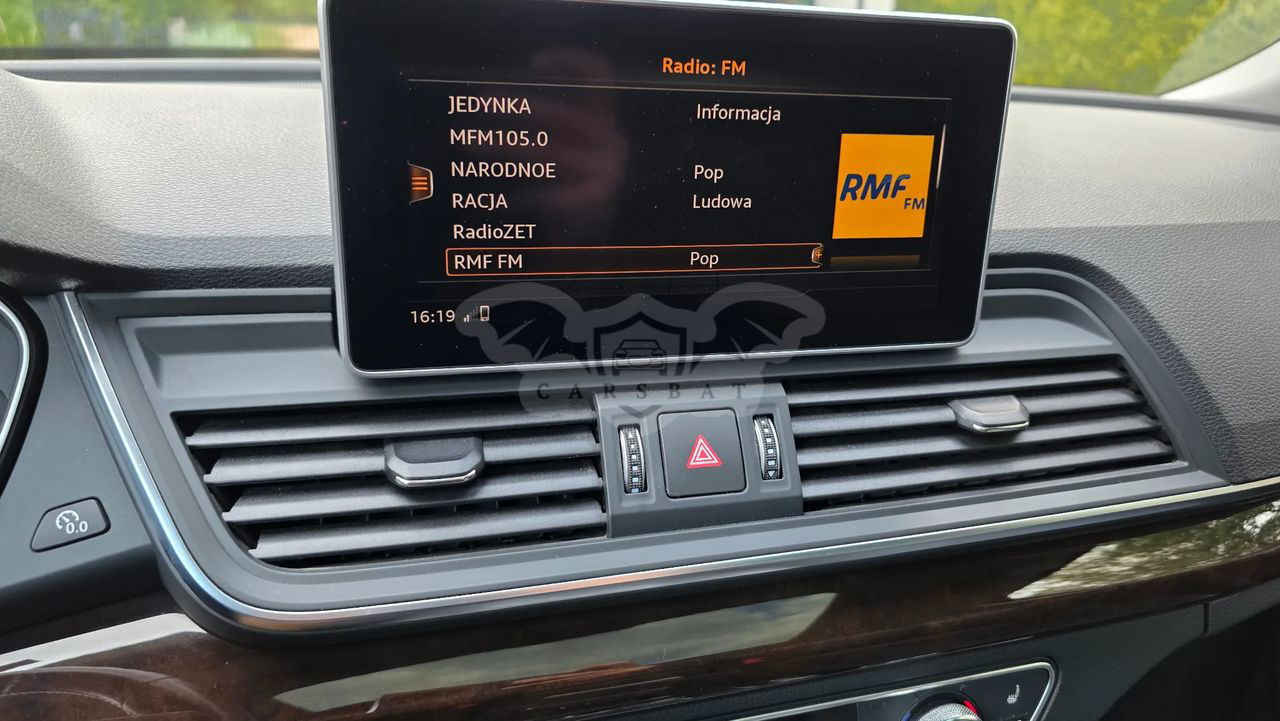 Radio: FM
JEDYNKA Informacja
MFM105.0
NARODNOE Pop
RACJA Ludowa
RadioZET
RMF FM Pop
RMF
FM
16:19
CARSBAT
0.0